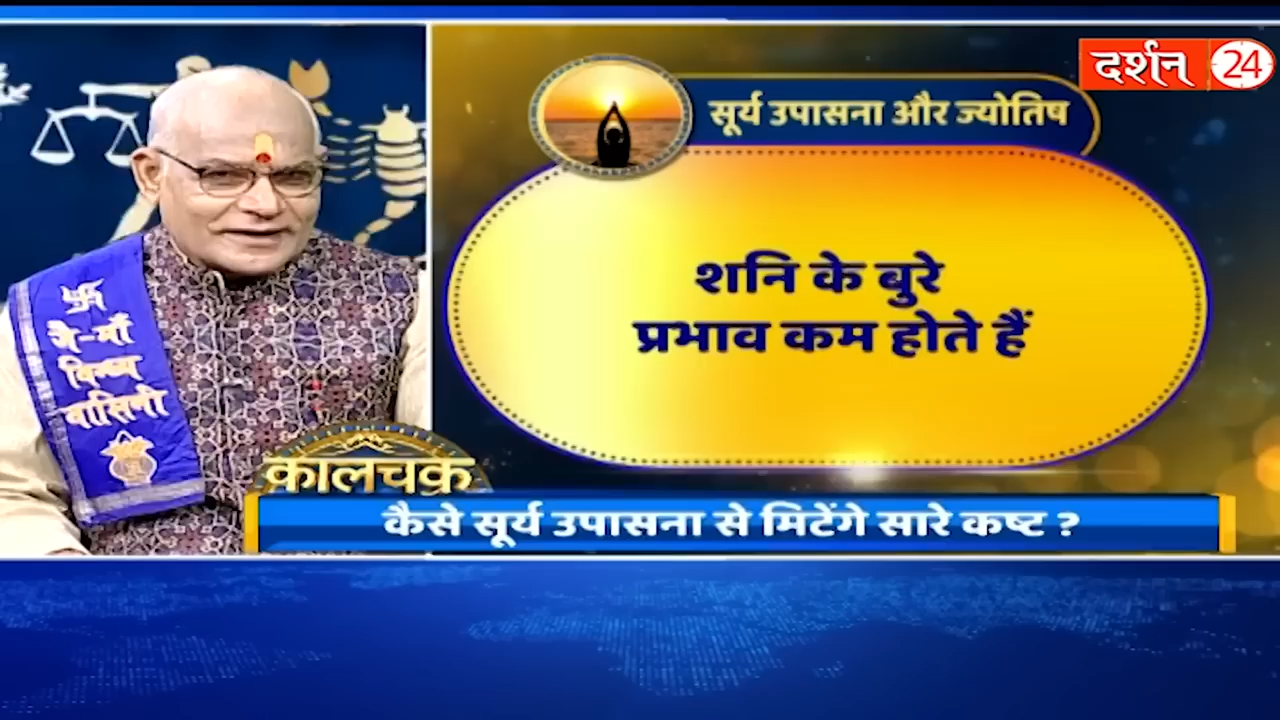 दर्शन 24
सूर्य उपासना और ज्योतिष
शनि के बुरे
प्रभाव कम होते हैं
जै-माँ
विन्ध्य
वासिनी
कालचक्र
कैसे सूर्य उपासना से मिटेंगे सारे कष्ट ?